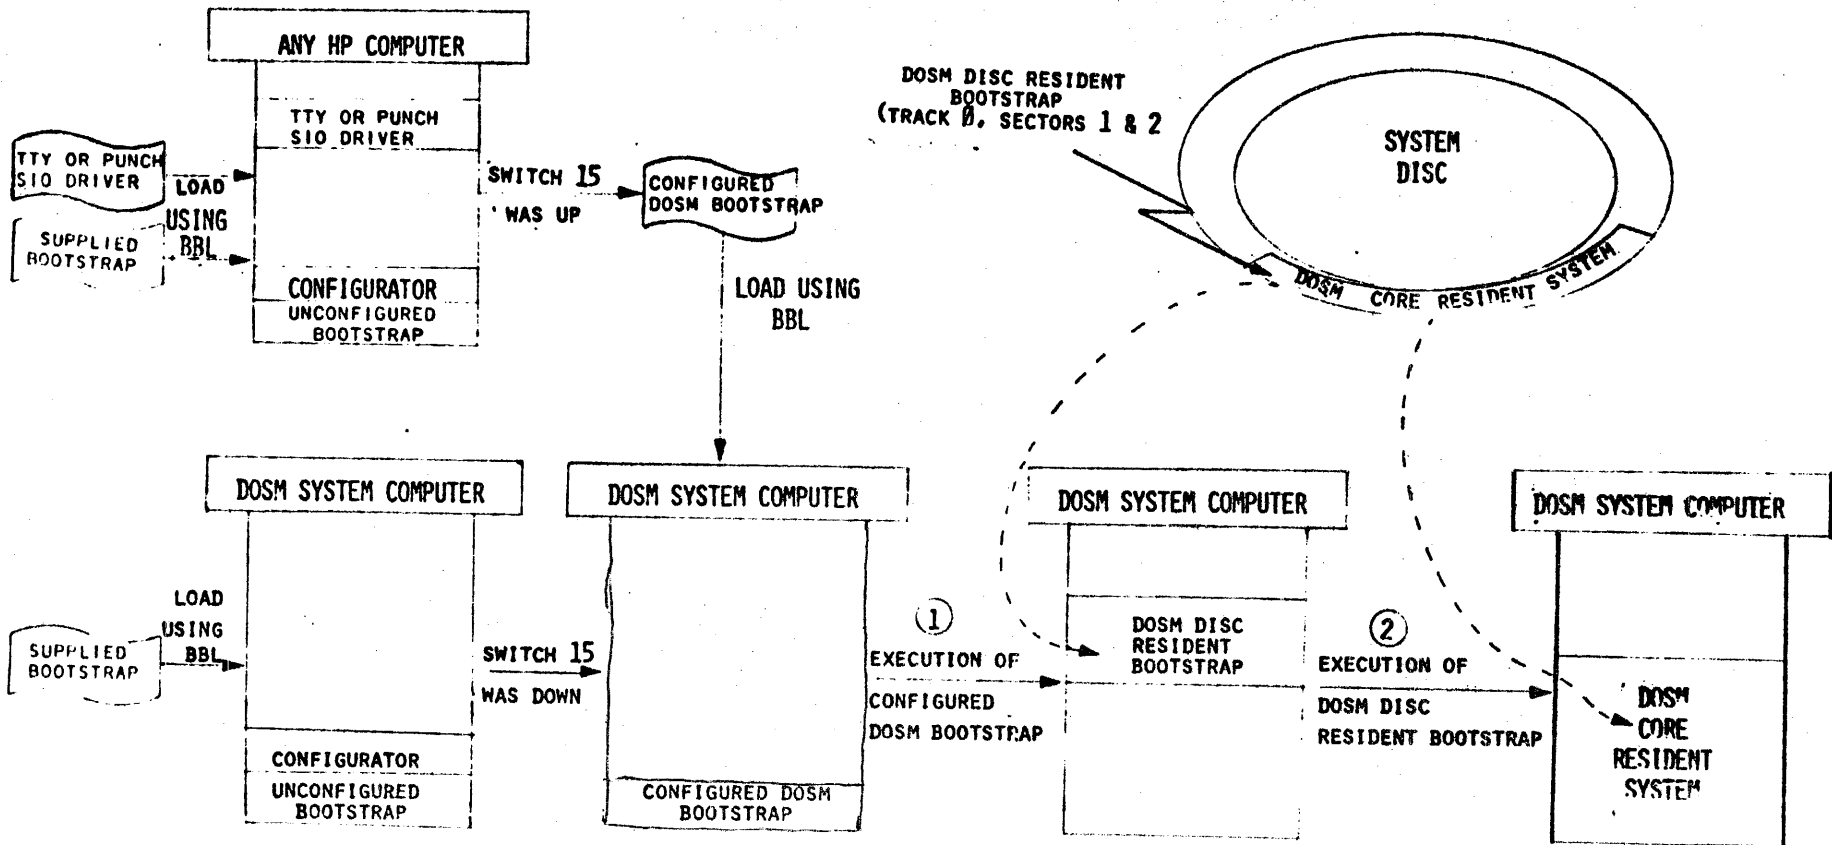 ANY HP COMPUTER
TTY OR PUNCH
SIO DRIVER
TTY OR PUNCH
SIO DRIVER
LOAD
USING
BBL
SUPPLIED
BOOTSTRAP
CONFIGURATOR
UNCONFIGURED
BOOTSTRAP
SWITCH 15
WAS UP
CONFIGURED
DOSM BOOTSTRAP
LOAD USING
BBL
DOSM DISC RESIDENT
BOOTSTRAP
(TRACK Ø, SECTORS 1 & 2
SYSTEM
DISC
DOSM CORE RESIDENT SYSTEM
DOSM SYSTEM COMPUTER
LOAD
USING
BBL
SUPPLIED
BOOTSTRAP
CONFIGURATOR
UNCONFIGURED
BOOTSTRAP
SWITCH 15
WAS DOWN
DOSM SYSTEM COMPUTER
CONFIGURED DOSM
BOOTSTRAP
1
EXECUTION OF
CONFIGURED
DOSM BOOTSTRAP
DOSM SYSTEM COMPUTER
DOSM DISC
RESIDENT
BOOTSTRAP
2
EXECUTION OF
DOSM DISC
RESIDENT BOOTSTRAP
DOSM SYSTEM COMPUTER
DOSM
CORE
RESIDENT
SYSTEM